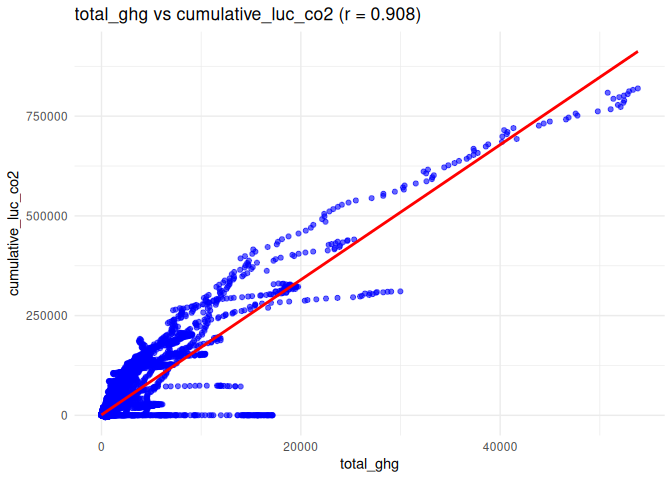 total_ghg vs cumulative_luc_co2 (r = 0.908)
cumulative_luc_co2
750000
500000
250000
0
0
20000
40000
total_ghg